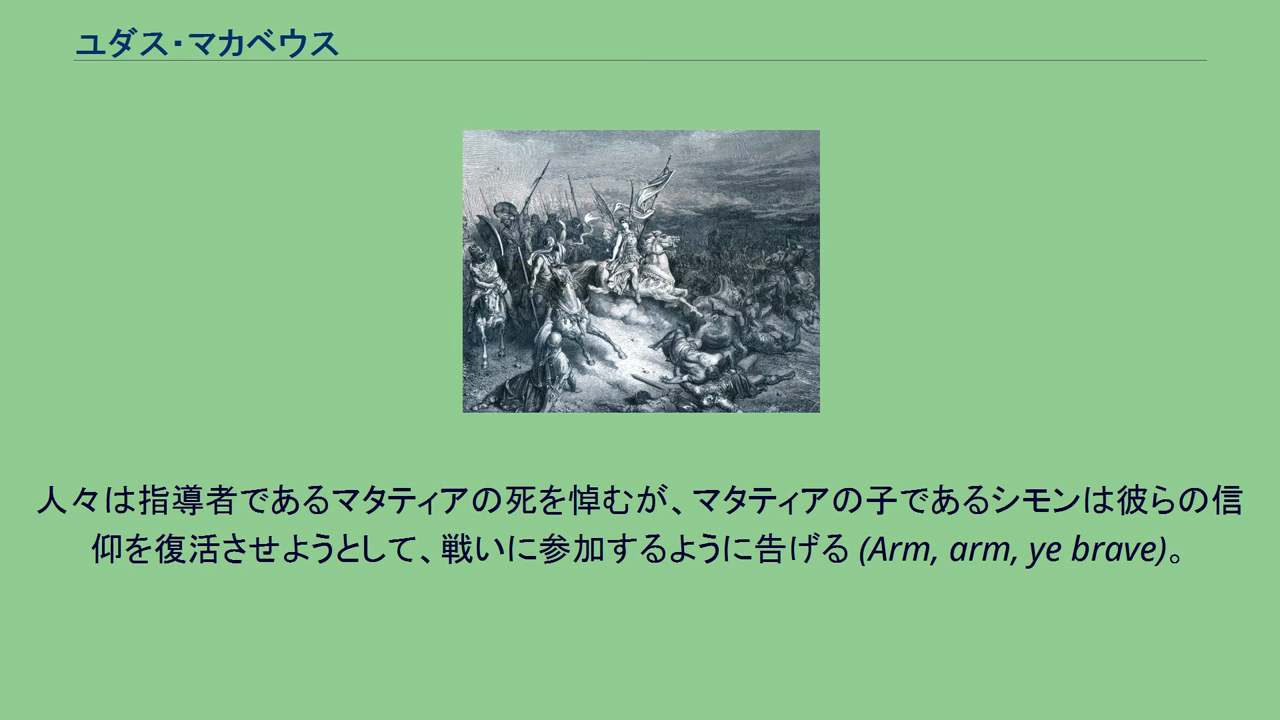 ユダス・マカベウス
人々は指導者であるマタティアの死を悼むが、マタティアの子であるシモンは彼らの信
仰を復活させようとして、戦いに参加するように告げる (Arm, arm, ye brave)。